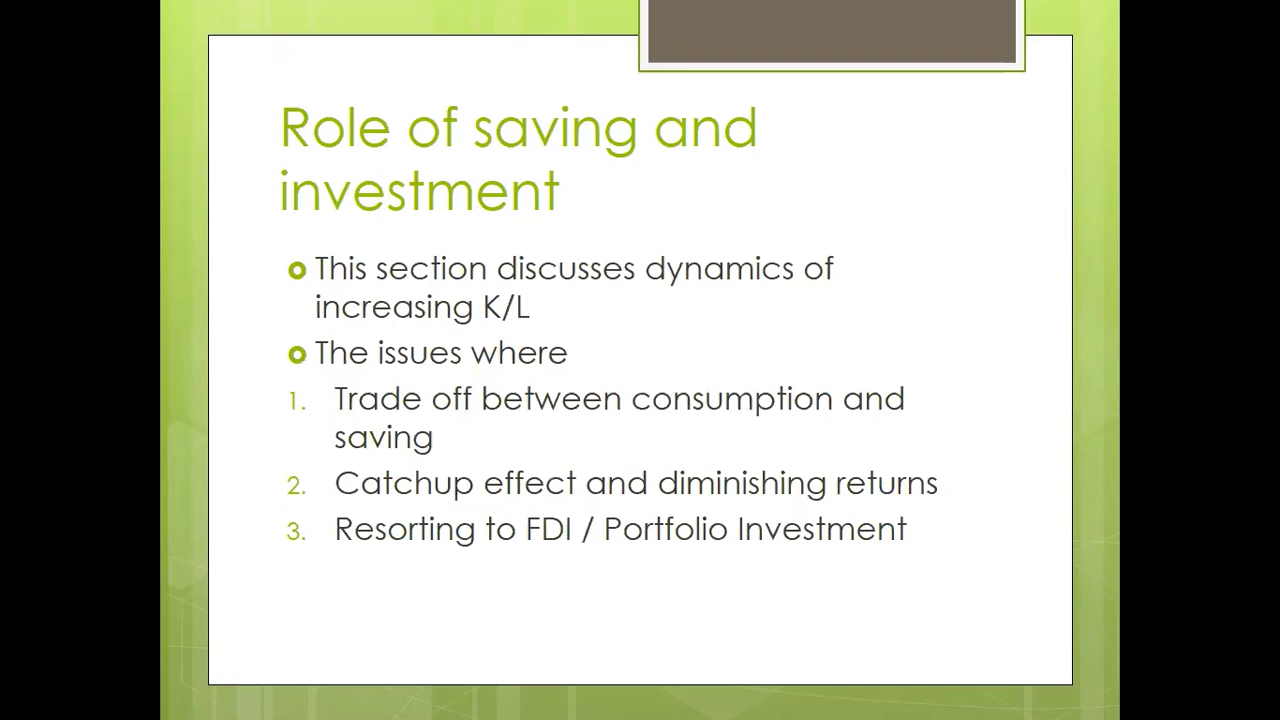 Role of saving and
investment
This section discusses dynamics of
increasing K/L
The issues where
1. Trade off between consumption and
saving
2. Catchup effect and diminishing returns
3. Resorting to FDI / Portfolio Investment